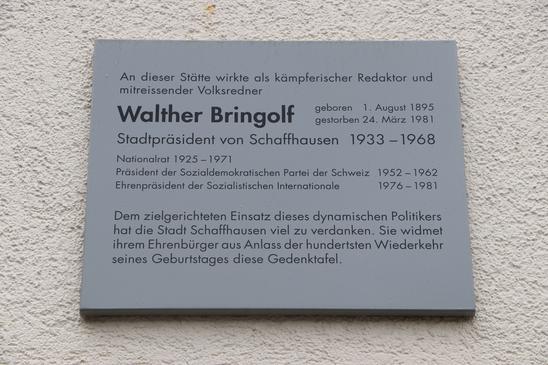 An dieser Stätte wirkte als kämpferischer Redaktor und
mitreissender Volksredner
Walther Bringolf geboren 1. August 1895
gestorben 24. März 1981
Stadtpräsident von Schaffhausen 1933 – 1968
Nationalrat 1925 – 1971
Präsident der Sozialdemokratischen Partei der Schweiz 1952 – 1962
Ehrenpräsident der Sozialistischen Internationale 1976 – 1981
Dem zielgerichteten Einsatz dieses dynamischen Politikers
hat die Stadt Schaffhausen viel zu verdanken. Sie widmet
ihrem Ehrenbürger aus Anlass der hundertsten Wiederkehr
seines Geburtstages diese Gedenktafel.